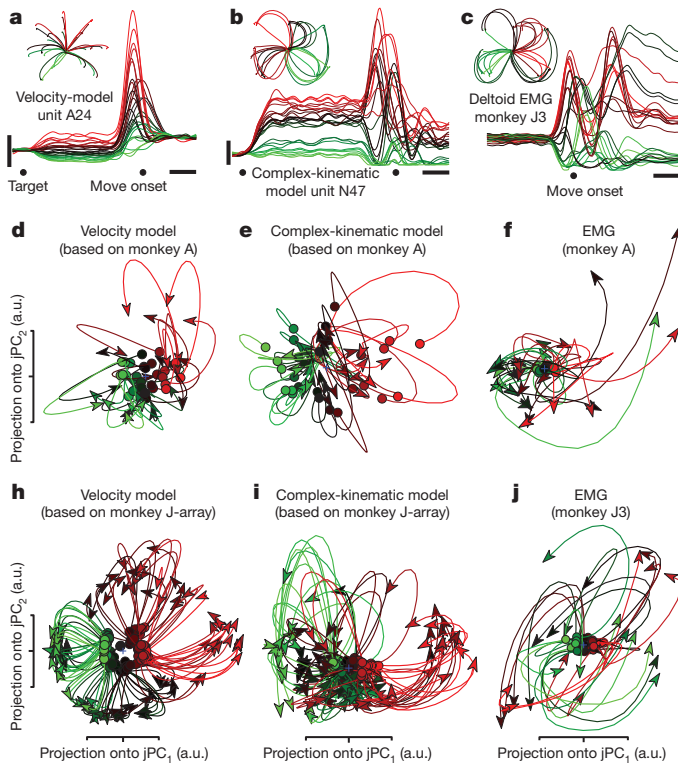 a
b
c
Velocity-model
unit A24
Deltoid EMG
monkey J3
Target
Move onset
Complex-kinematic
model unit N47
Move onset
d
Velocity model
(based on monkey A)
e
Complex-kinematic model
(based on monkey A)
f
EMG
(monkey A)
Projection onto jPC2 (a.u.)
h
Velocity model
(based on monkey J-array)
i
Complex-kinematic model
(based on monkey J-array)
j
EMG
(monkey J3)
Projection onto jPC2 (a.u.)
Projection onto jPC1 (a.u.)
Projection onto jPC1 (a.u.)
Projection onto jPC1 (a.u.)